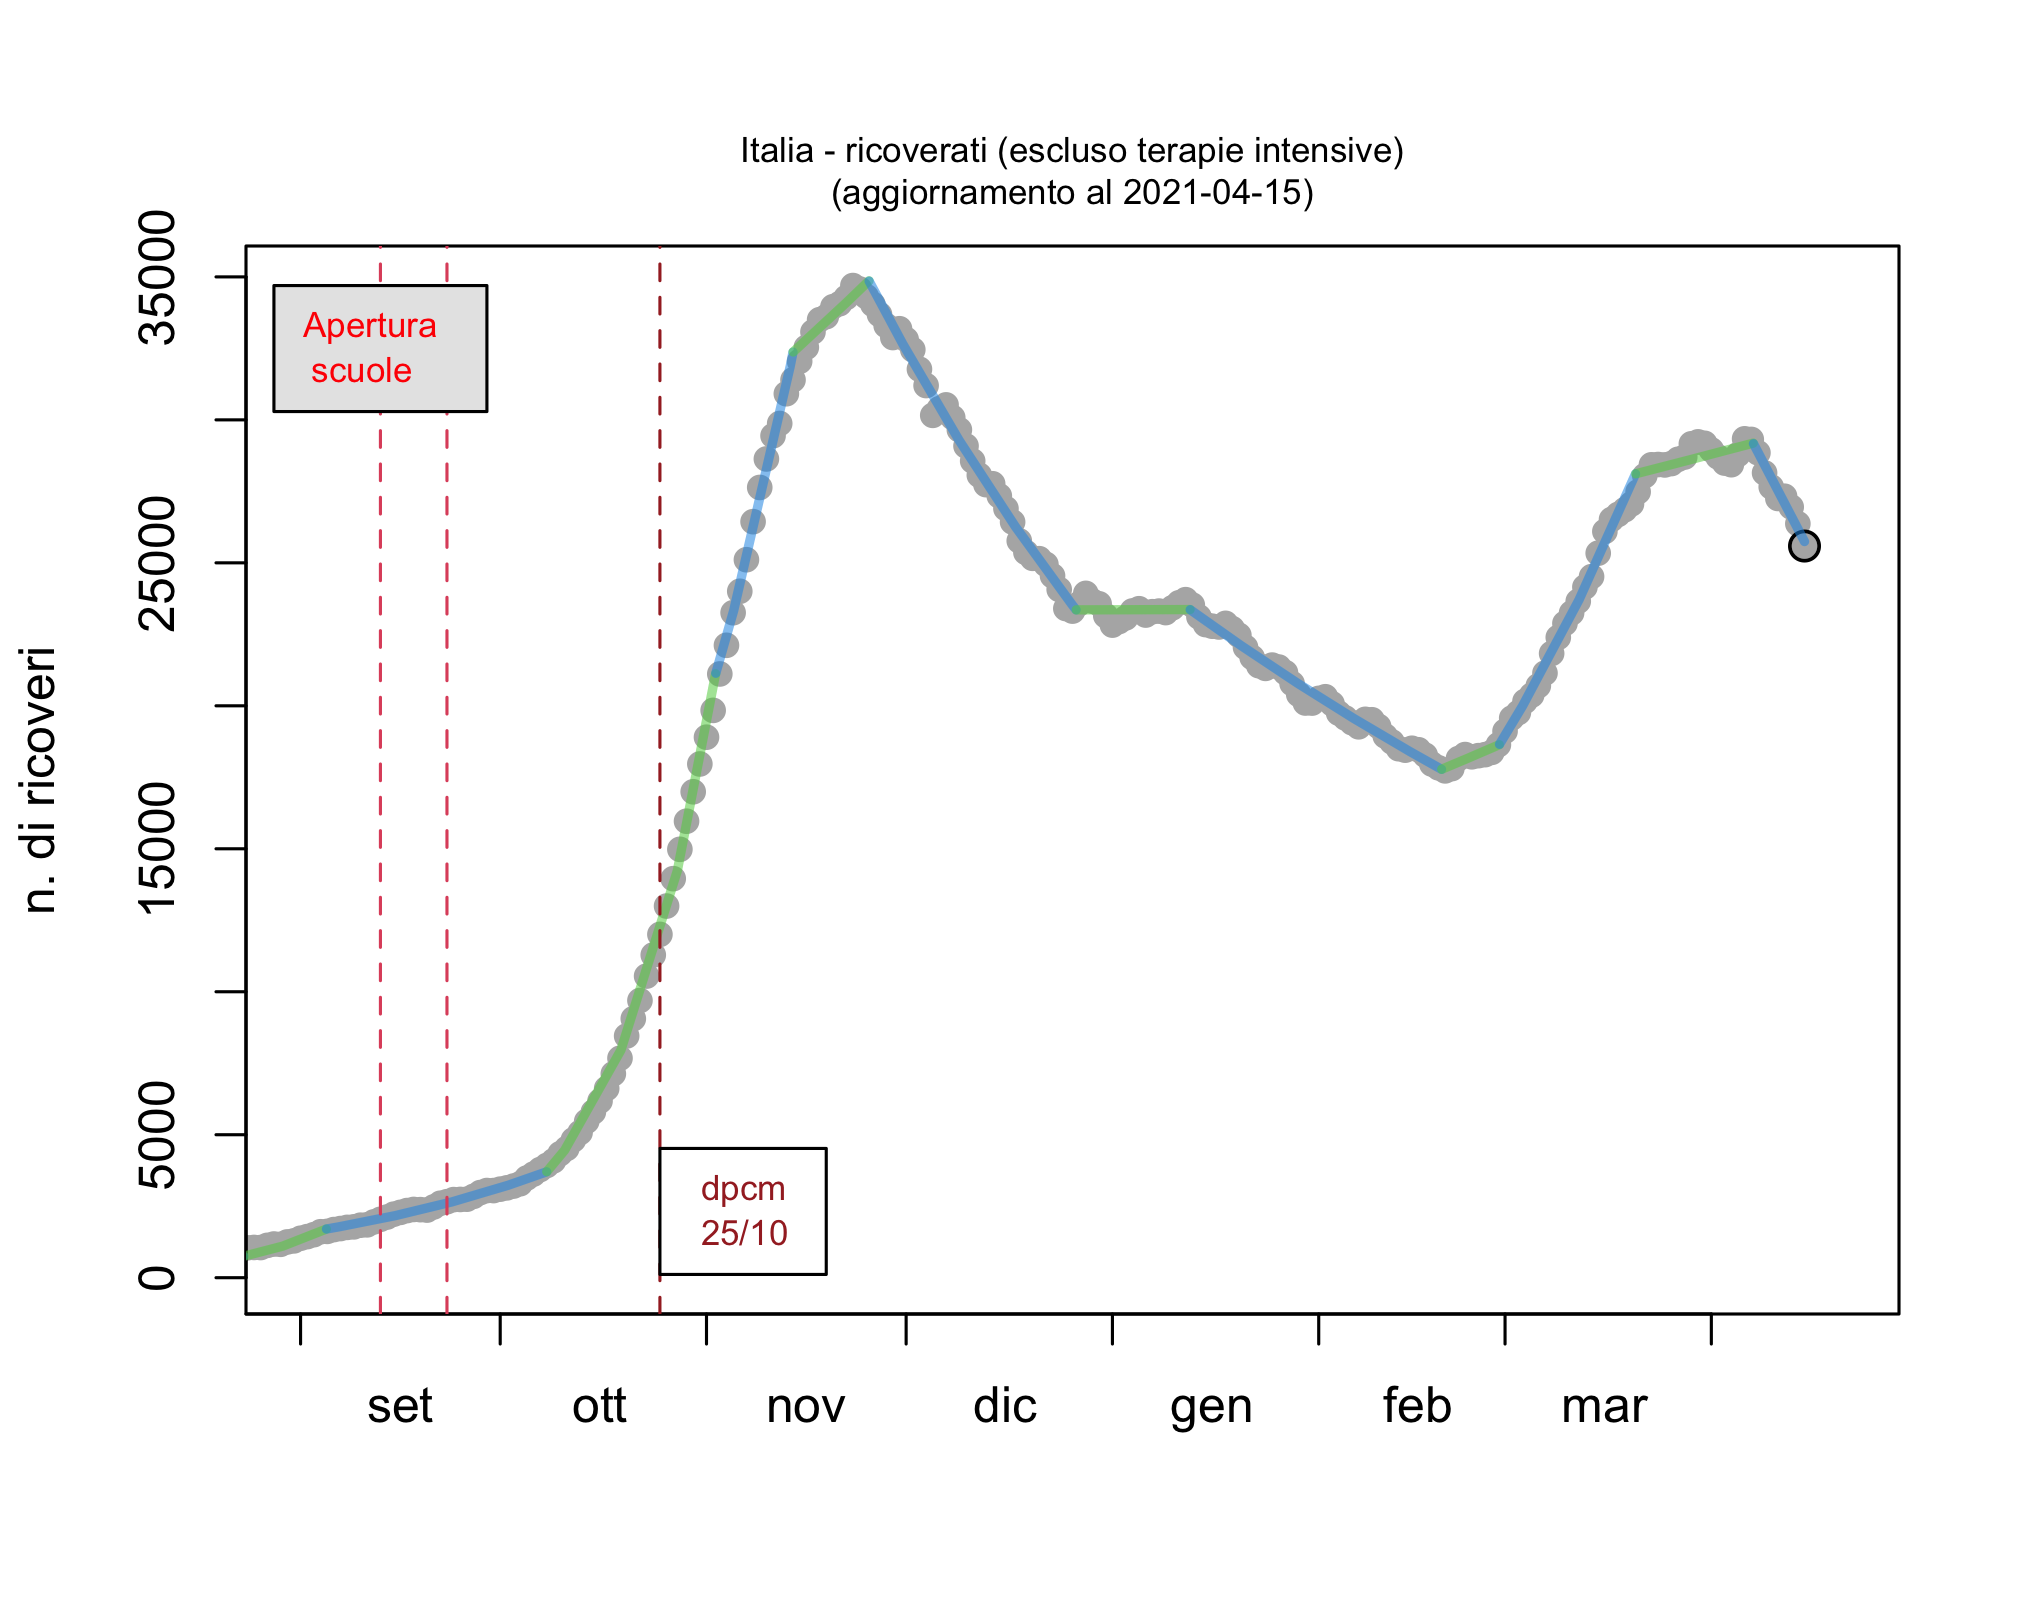 Italia - ricoverati (escluso terapie intensive)
(aggiornamento al 2021-04-15)
n. di ricoveri
35000
25000
15000
5000
0
Apertura
scuole
dpcm
25/10
set ott nov dic gen feb mar